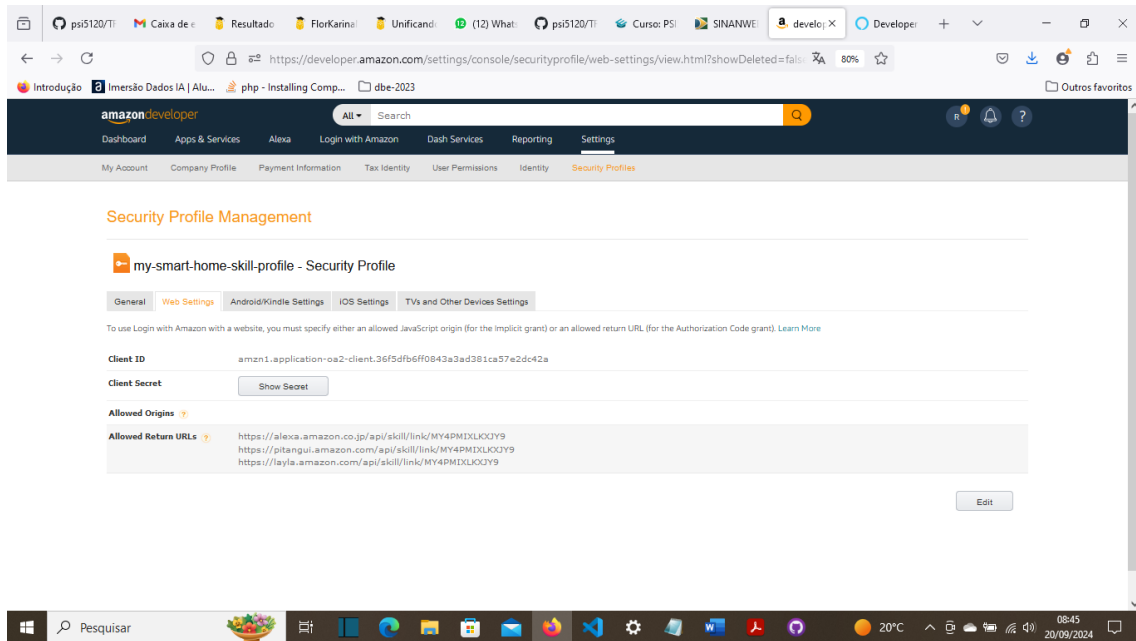 psi5120/TI
Caixa de e
Resultado
FlorKarinal
Unificando
(12) What:
psi5120/TI
Curso: PSI
SINANWE
develop
Developer
https://developer.amazon.com/settings/console/securityprofile/web-settings/view.html?showDeleted=fals
80%
Introdução
Imersão Dados IA | Alu...
php - Installing Comp...
dbe-2023
Outros favoritos
amazondeveloper
All
Search
R
Dashboard
Apps & Services
Alexa
Login with Amazon
Dash Services
Reporting
Settings
My Account
Company Profile
Payment Information
Tax Identity
User Permissions
Identity
Security Profiles
Security Profile Management
my-smart-home-skill-profile - Security Profile
General
Web Settings
Android/Kindle Settings
iOS Settings
TVs and Other Devices Settings
To use Login with Amazon with a website, you must specify either an allowed JavaScript origin (for the implicit grant) or an allowed return URL (for the Authorization Code grant). Learn More
Client ID
amzn1.application-oa2-client.36f5dfb6ff0843a3ad381ca57e2dc42a
Client Secret
Show Secret
Allowed Origins ?
Allowed Return URLs ?
https://alexa.amazon.co.jp/api/skill/link/MY4PMIXLKXJY9
https://pitangui.amazon.com/api/skill/link/MY4PMIXLKXJY9
https://layla.amazon.com/api/skill/link/MY4PMIXLKXJY9
Edit
Pesquisar
20°C
08:45
20/09/2024